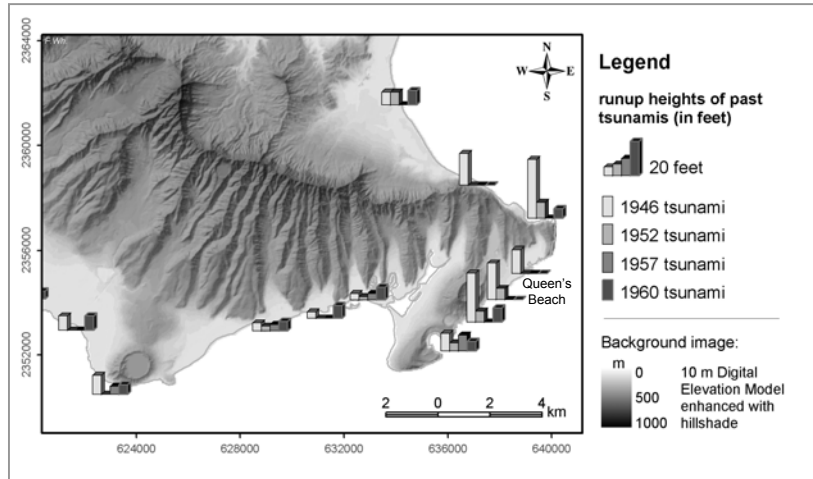 2364000
2360000
2356000
2352000
N
W E
S
Queen's
Beach
2 0 2 4
km
624000 628000 632000 636000 640000
Legend
runup heights of past
tsunamis (in feet)
20 feet
1946 tsunami
1952 tsunami
1957 tsunami
1960 tsunami
Background image:
m
0
500
1000
10 m Digital
Elevation Model
enhanced with
hillshade